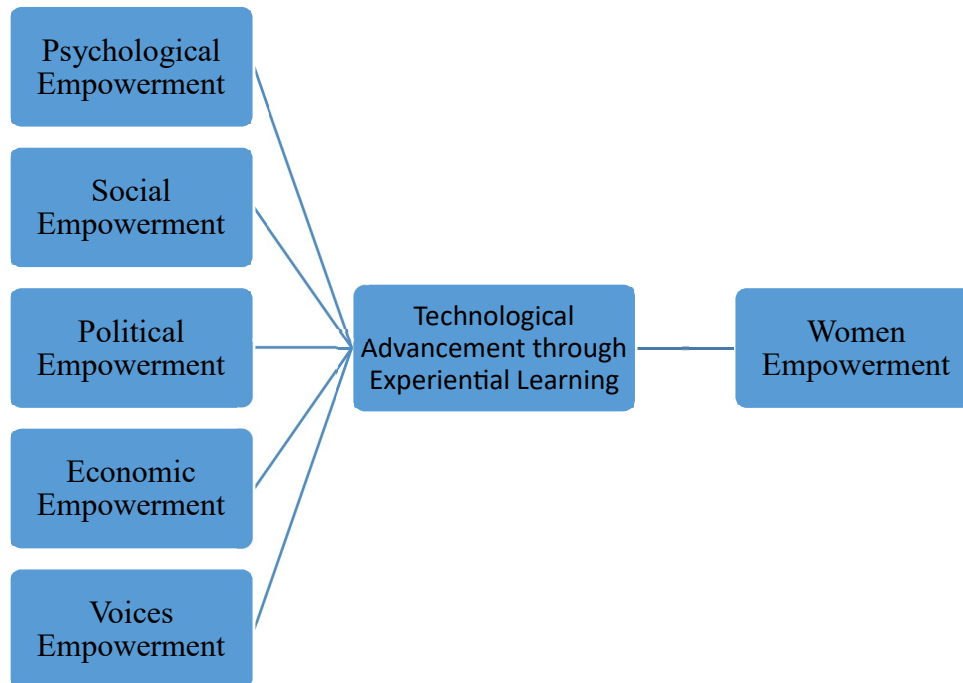 Psychological
Empowerment
Social
Empowerment
Political
Empowerment
Economic
Empowerment
Voices
Empowerment
Technological
Advancement through
Experiential Learning
Women
Empowerment